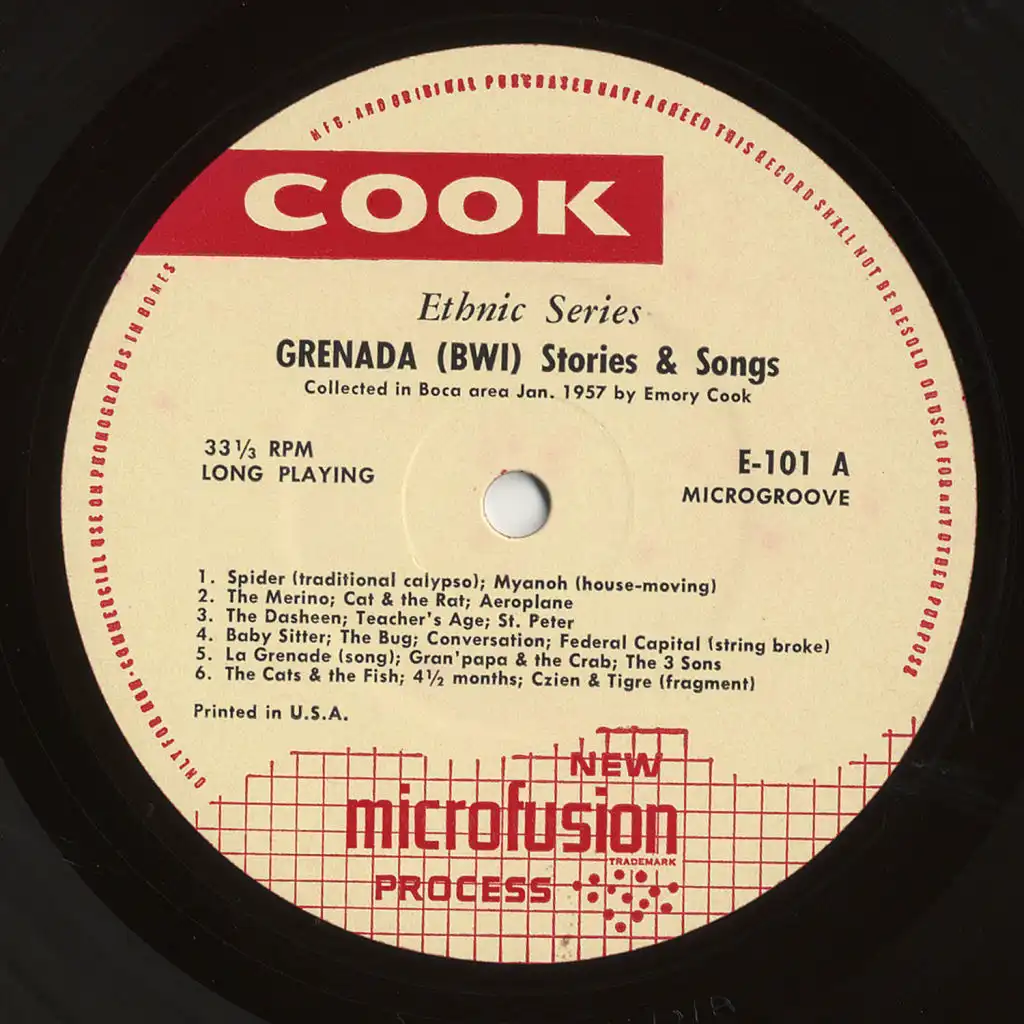 MFG. AND ORIGINAL PURCHASER HAVE AGREED THIS RECORD SHALL NOT BE RESOLD OR USED FOR ANY OTHER PURPOSE
COOK
Ethnic Series
GRENADA (BWI) Stories & Songs
Collected in Boca area Jan. 1957 by Emory Cook
33 1/3 RPM
LONG PLAYING
E-101 A
MICROGROOVE
1. Spider (traditional calypso); Myanoh (house-moving)
2. The Merino; Cat & the Rat; Aeroplane
3. The Dasheen; Teacher's Age; St. Peter
4. Baby Sitter; The Bug; Conversation; Federal Capital (string broke)
5. La Grenade (song); Gran'papa & the Crab; The 3 Sons
6. The Cats & the Fish; 4½ months; Czien & Tigre (fragment)
Printed in U.S.A.
ONLY FOR NON-COMMERCIAL USE ON PHONOGRAPHS IN HOMES
NEW
microfusion
TRADEMARK
PROCESS